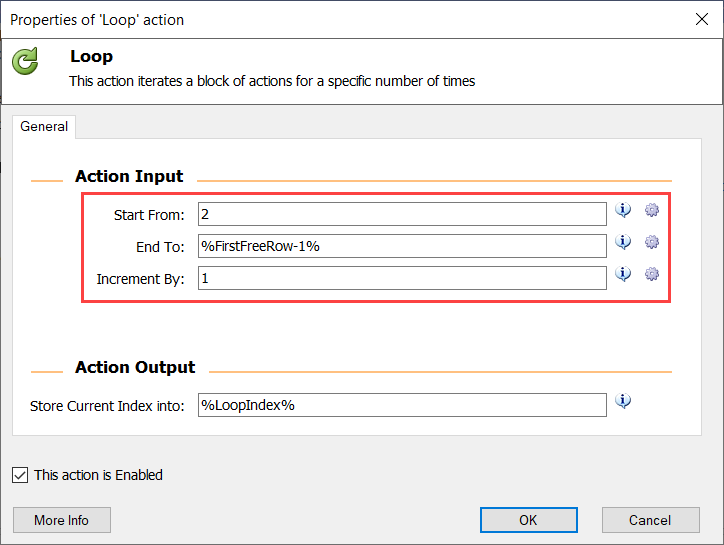 Properties of 'Loop' action
Loop
This action iterates a block of actions for a specific number of times
General
Action Input
Start From: 2
End To: %FirstFreeRow-1%
Increment By: 1
Action Output
Store Current Index into: %LoopIndex%
This action is Enabled
More Info OK Cancel